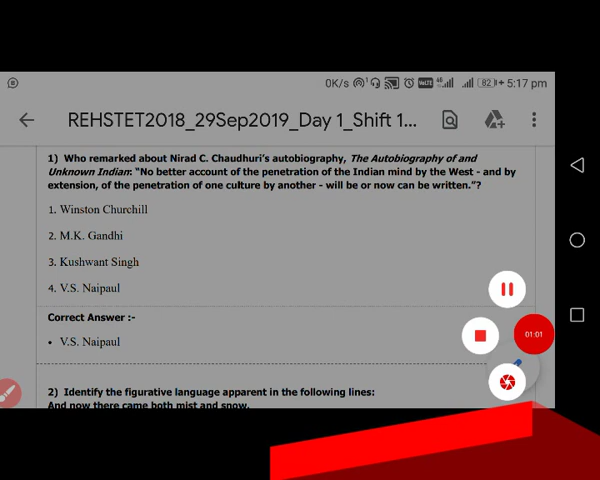 0K/s 1 VoLTE 4G 82 5:17 pm
REHSTET2018_29Sep2019_Day 1_Shift 1...
1) Who remarked about Nirad C. Chaudhuri's autobiography, The Autobiography of and
Unknown Indian: "No better account of the penetration of the Indian mind by the West - and by
extension, of the penetration of one culture by another - will be or now can be written."?
1. Winston Churchill
2. M.K. Gandhi
3. Kushwant Singh
4. V.S. Naipaul
Correct Answer :-
• V.S. Naipaul
01:01
2) Identify the figurative language apparent in the following lines:
And now there came both mist and snow,